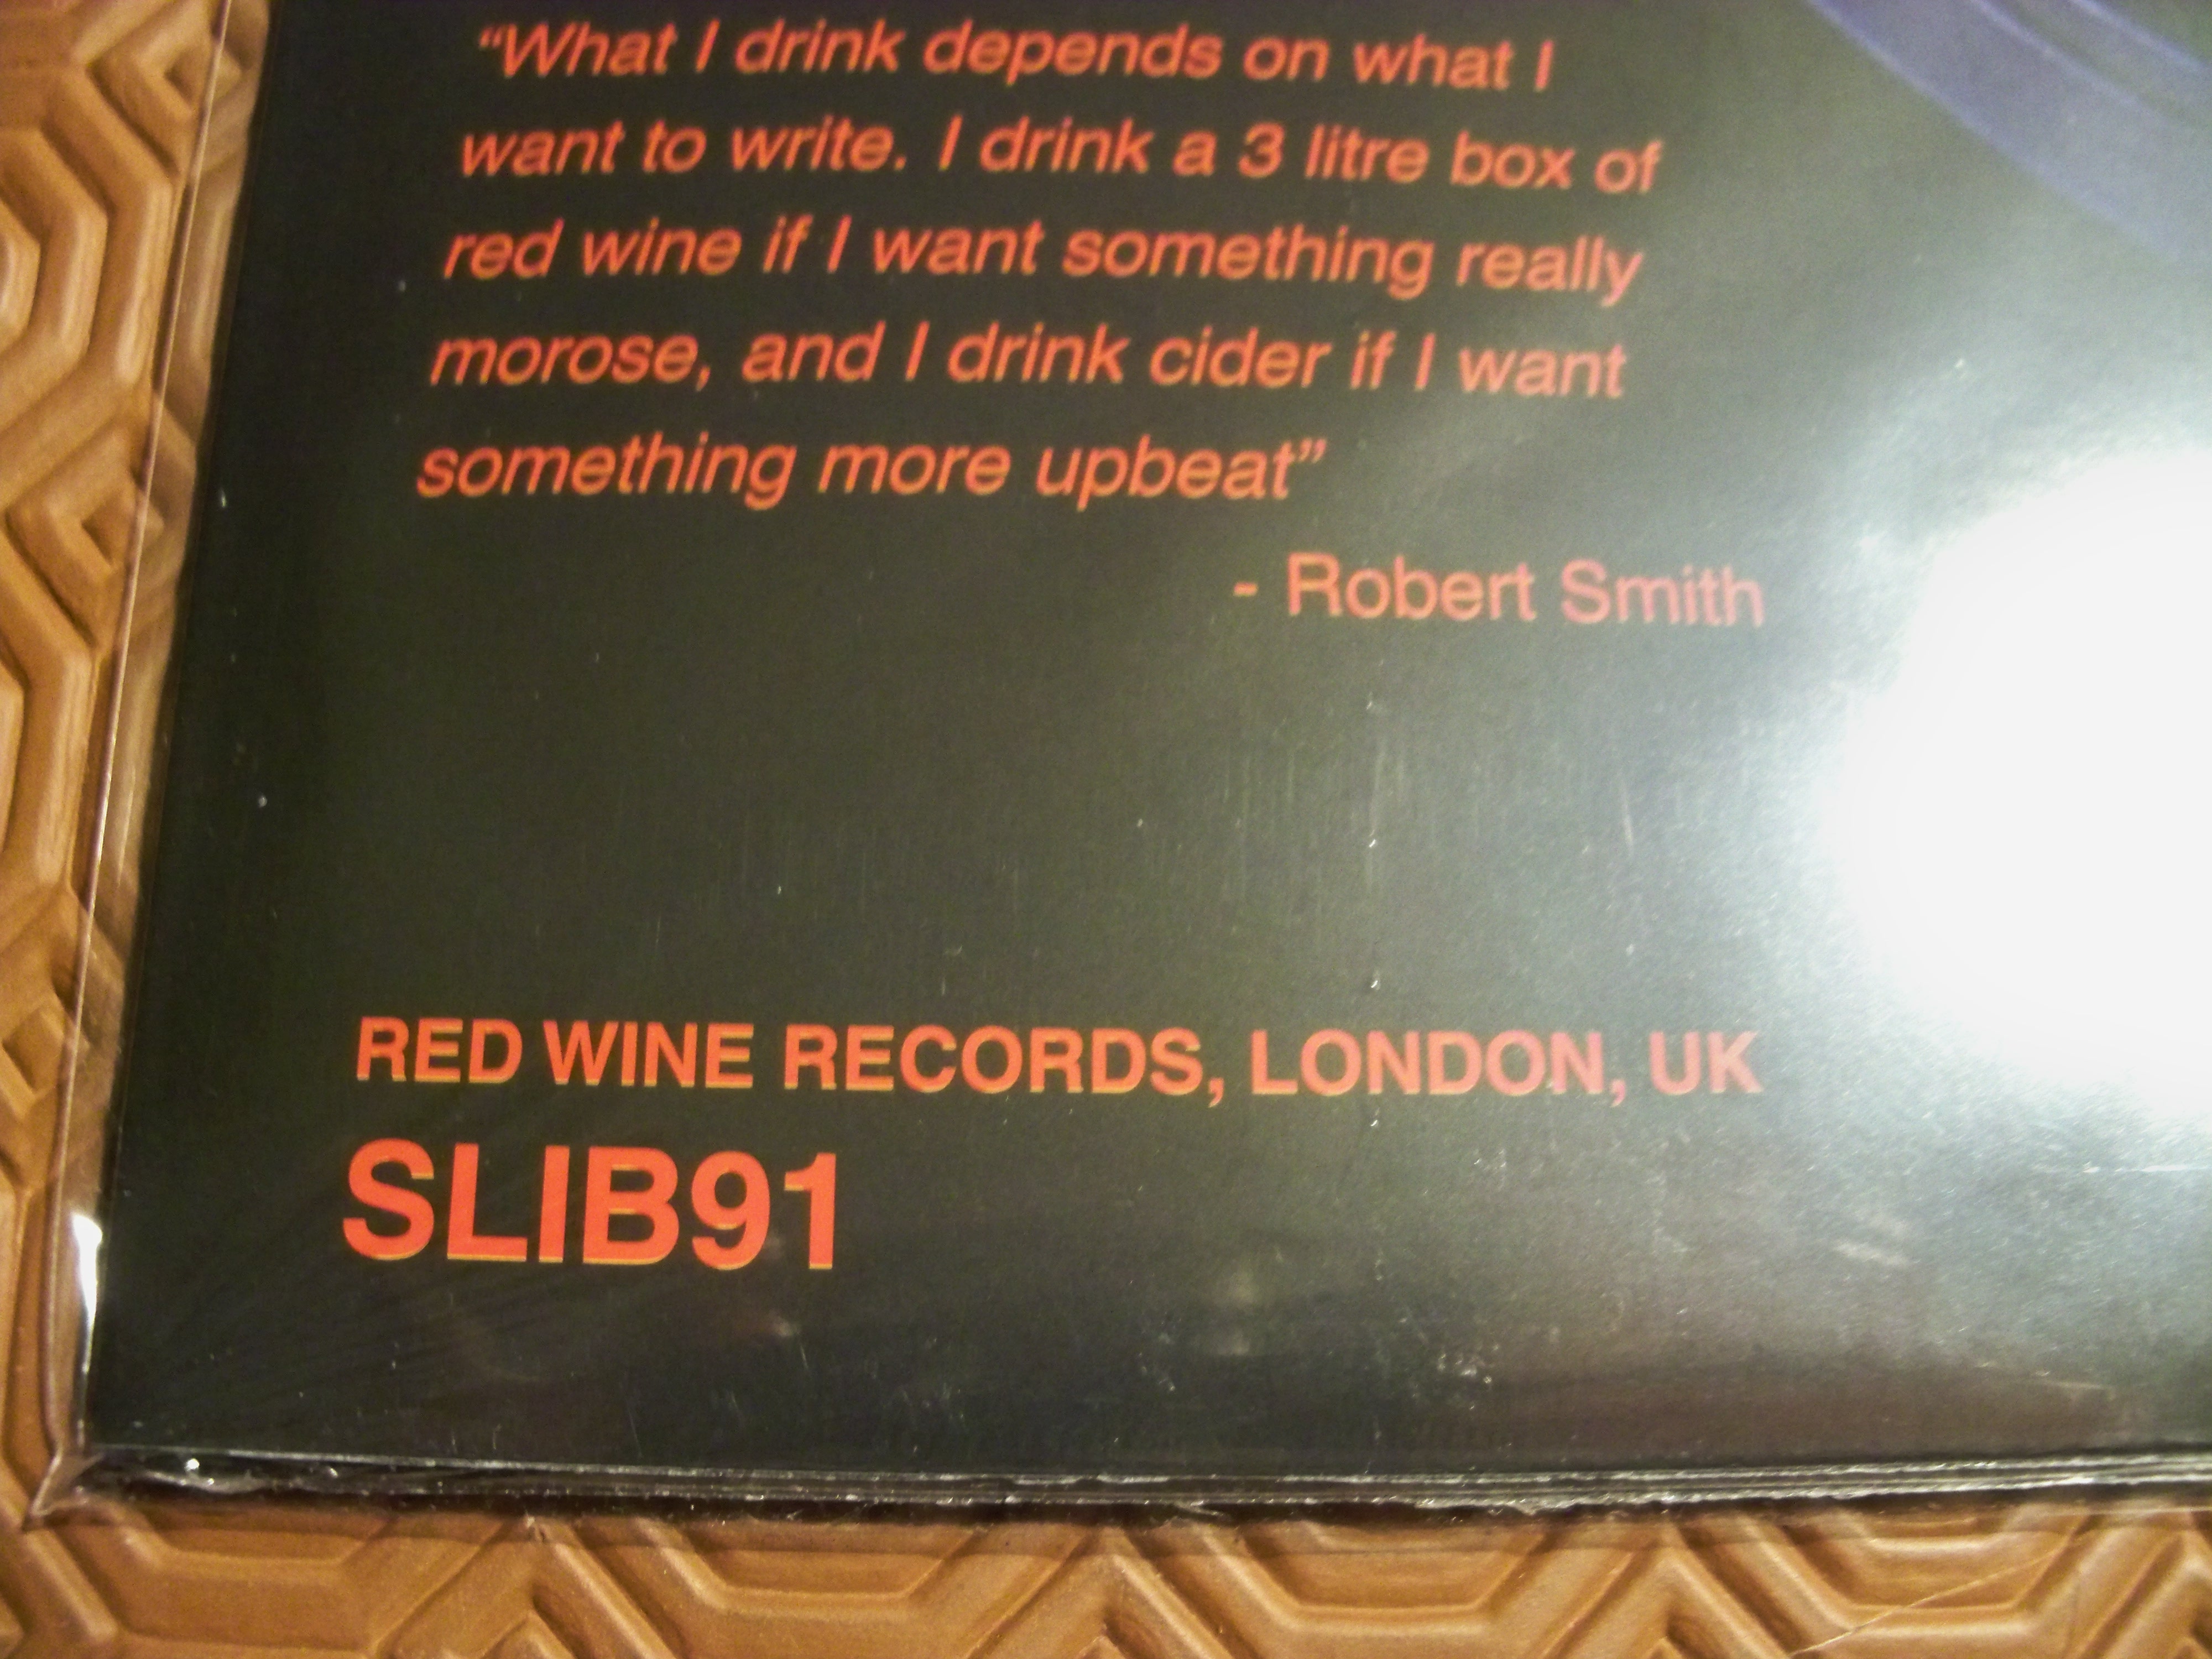 “What I drink depends on what I
want to write. I drink a 3 litre box of
red wine if I want something really
morose, and I drink cider if I want
something more upbeat”
- Robert Smith
RED WINE RECORDS, LONDON, UK
SLIB91